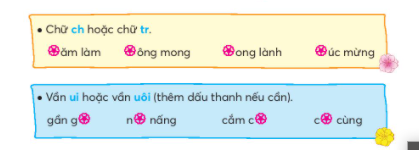 • Chữ ch hoặc chữ tr.
ăm làm ông mong ong lành úc mừng
• Vần ui hoặc vần uôi (thêm dấu thanh nếu cần).
gần g n nấng cắm c c cùng